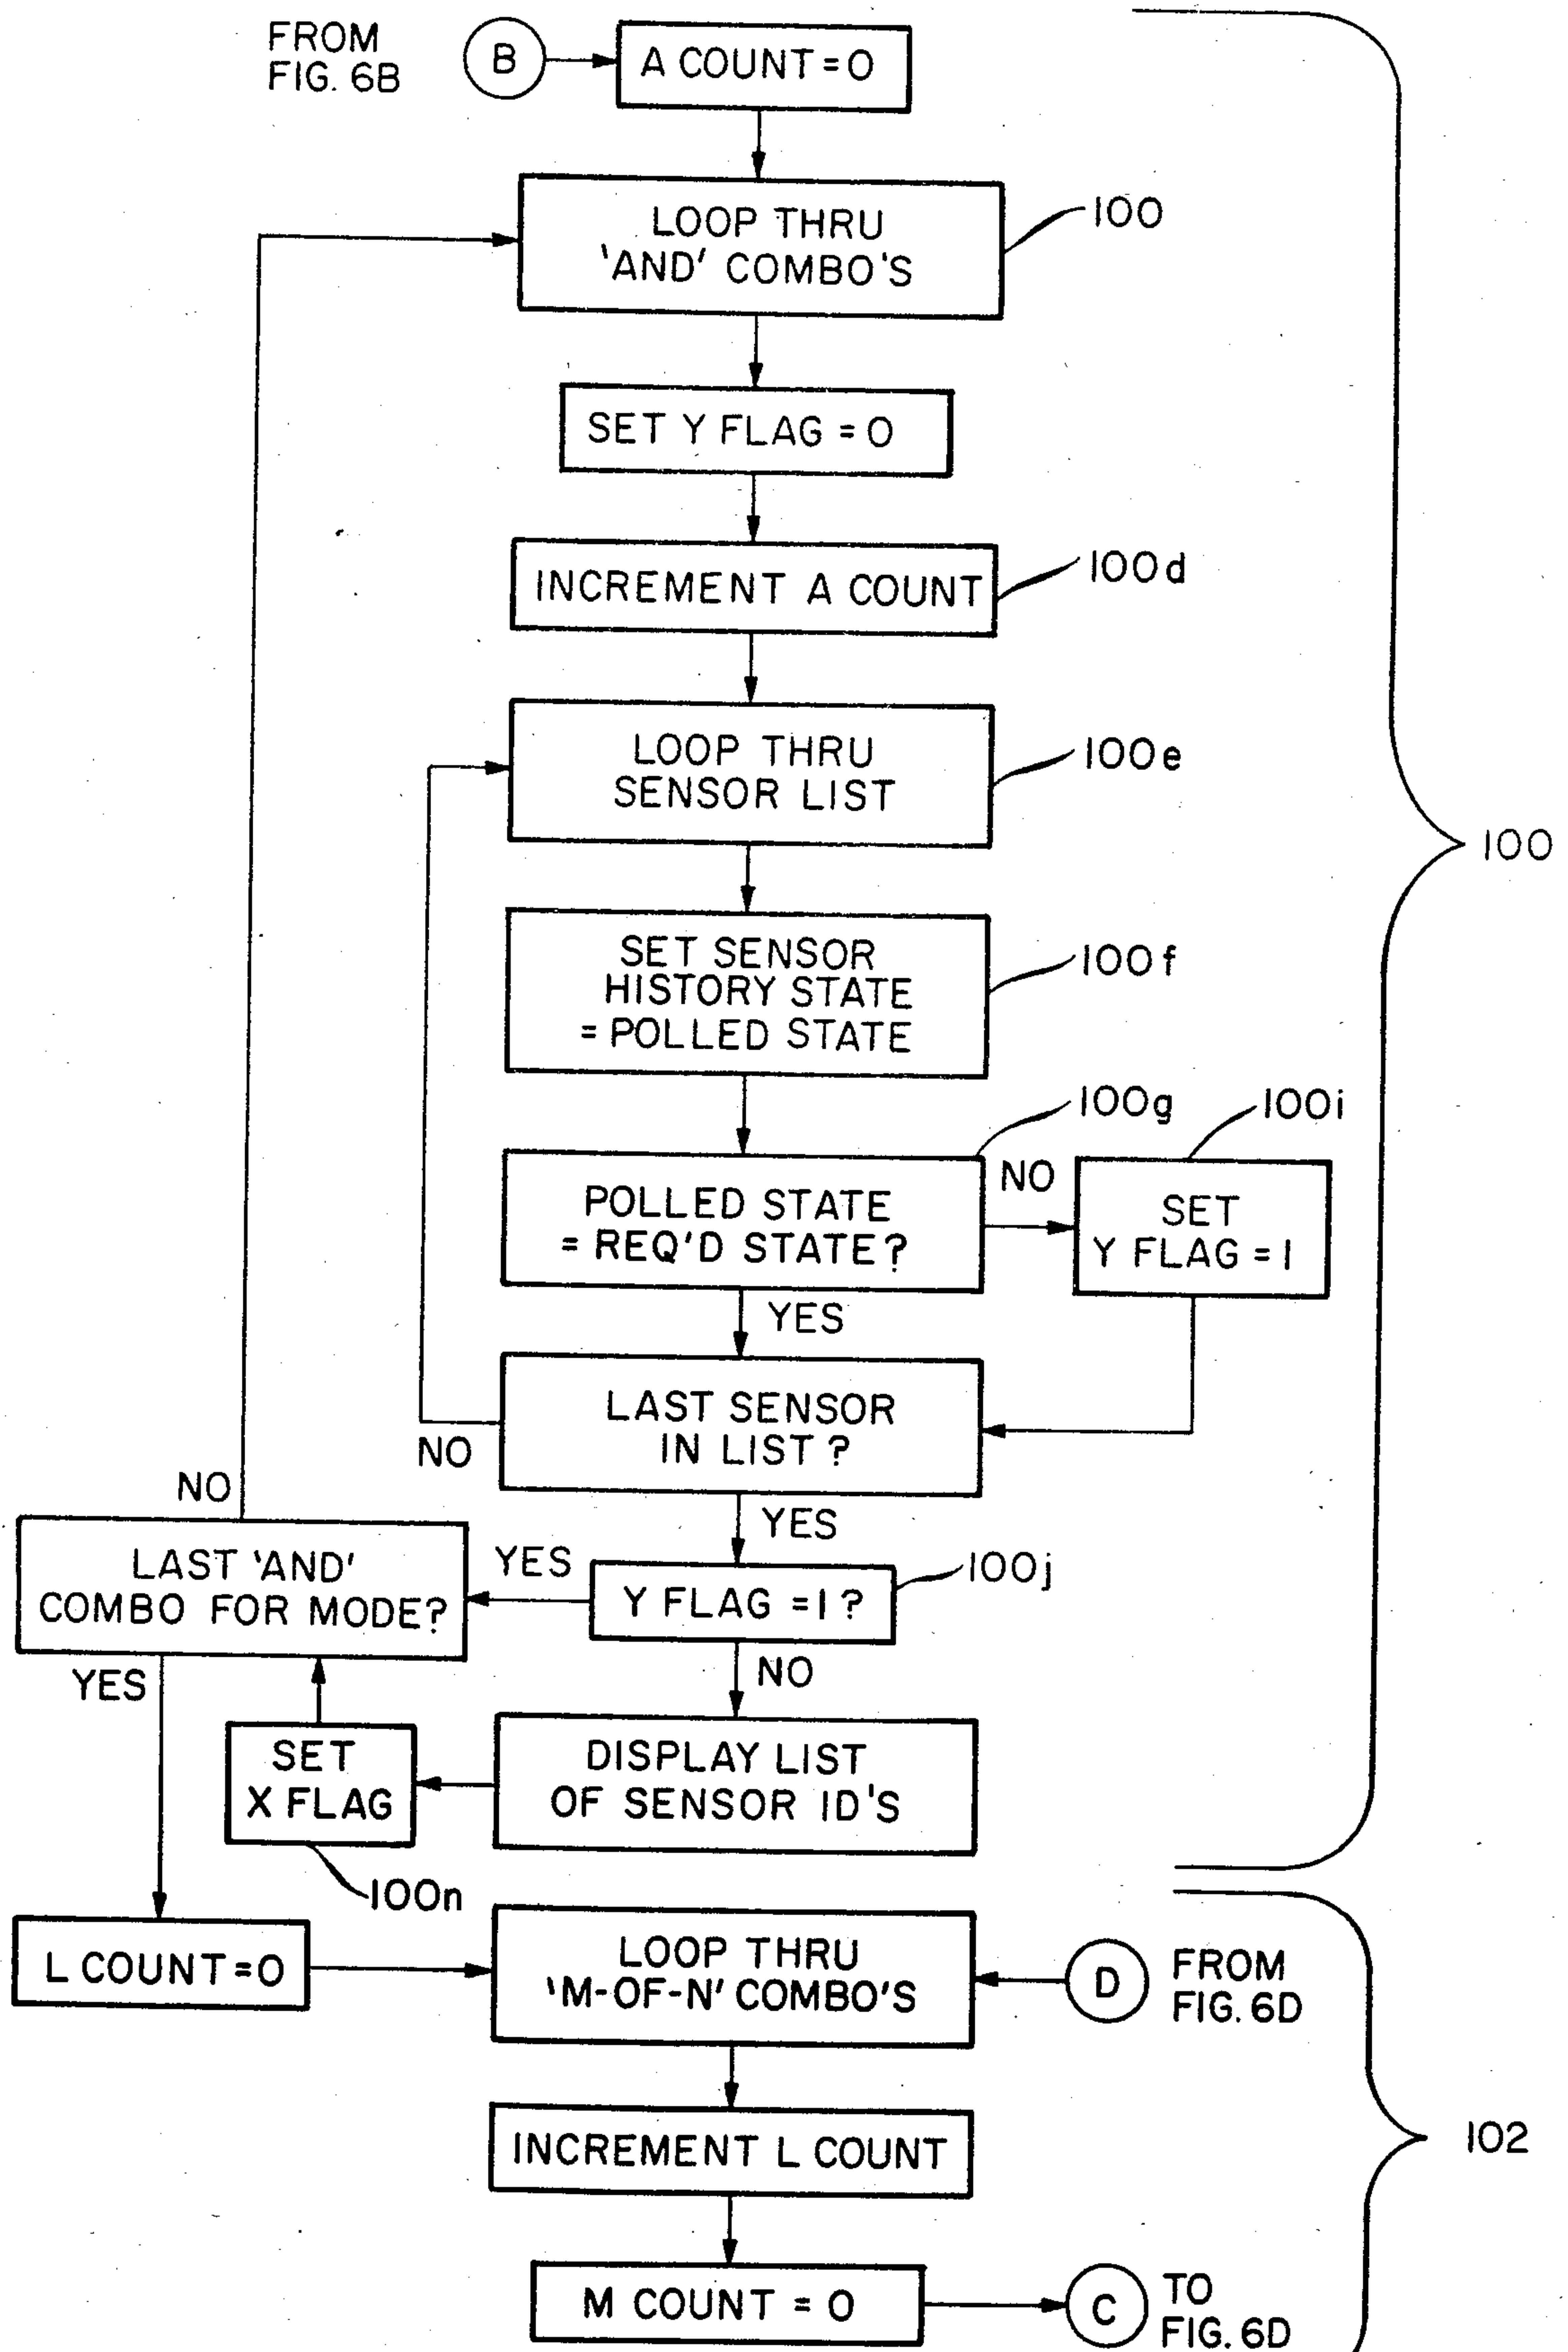 FROM
FIG. 6B
B
A COUNT = 0
LOOP THRU
'AND' COMBO'S
100
SET Y FLAG = 0
INCREMENT A COUNT
100d
LOOP THRU
SENSOR LIST
100e
100
SET SENSOR
HISTORY STATE
= POLLED STATE
100f
POLLED STATE
= REQ'D STATE?
100g
NO
100i
SET
Y FLAG = 1
YES
LAST SENSOR
IN LIST ?
NO
YES
NO
LAST 'AND'
COMBO FOR MODE?
YES
Y FLAG = 1 ?
100j
YES
NO
SET
X FLAG
100n
DISPLAY LIST
OF SENSOR ID'S
L COUNT = 0
LOOP THRU
'M-OF-N' COMBO'S
D
FROM
FIG. 6D
INCREMENT L COUNT
102
M COUNT = 0
C
TO
FIG. 6D